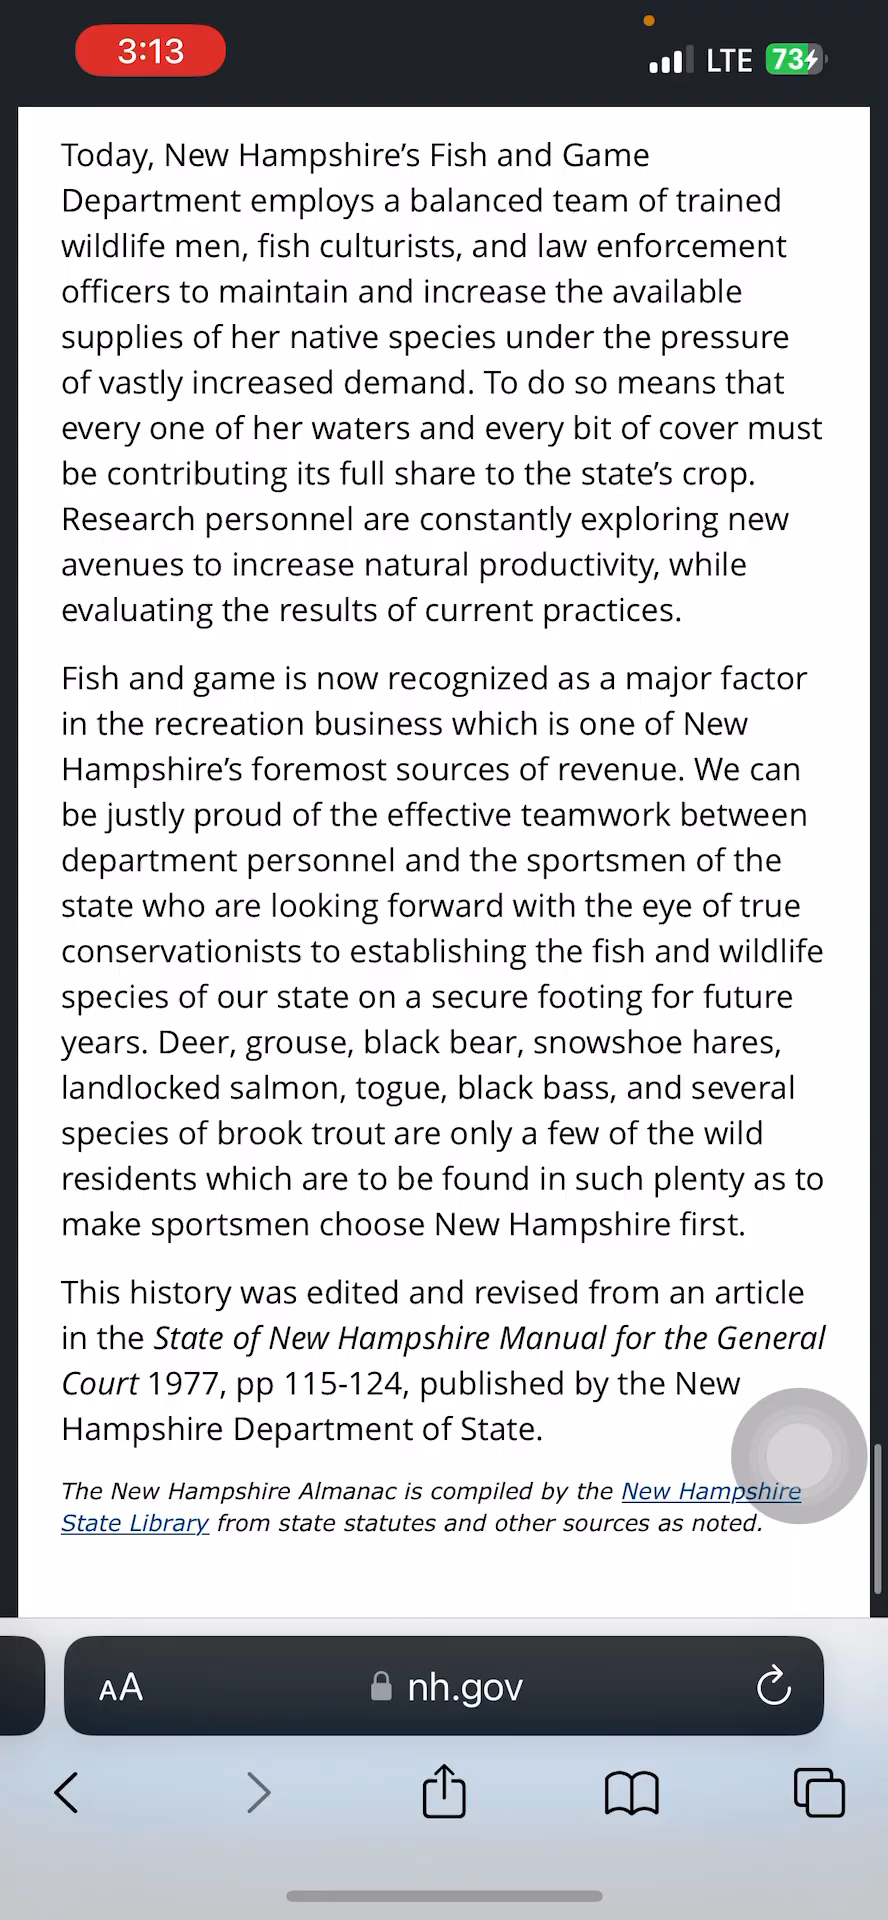 3:13
LTE 73
Today, New Hampshire’s Fish and Game
Department employs a balanced team of trained
wildlife men, fish culturists, and law enforcement
officers to maintain and increase the available
supplies of her native species under the pressure
of vastly increased demand. To do so means that
every one of her waters and every bit of cover must
be contributing its full share to the state’s crop.
Research personnel are constantly exploring new
avenues to increase natural productivity, while
evaluating the results of current practices.
Fish and game is now recognized as a major factor
in the recreation business which is one of New
Hampshire’s foremost sources of revenue. We can
be justly proud of the effective teamwork between
department personnel and the sportsmen of the
state who are looking forward with the eye of true
conservationists to establishing the fish and wildlife
species of our state on a secure footing for future
years. Deer, grouse, black bear, snowshoe hares,
landlocked salmon, togue, black bass, and several
species of brook trout are only a few of the wild
residents which are to be found in such plenty as to
make sportsmen choose New Hampshire first.
This history was edited and revised from an article
in the State of New Hampshire Manual for the General
Court 1977, pp 115-124, published by the New
Hampshire Department of State.
The New Hampshire Almanac is compiled by the New Hampshire
State Library from state statutes and other sources as noted.
AA nh.gov